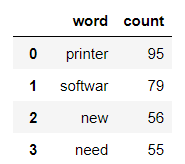 word count
0 printer 95
1 softwar 79
2 new 56
3 need 55